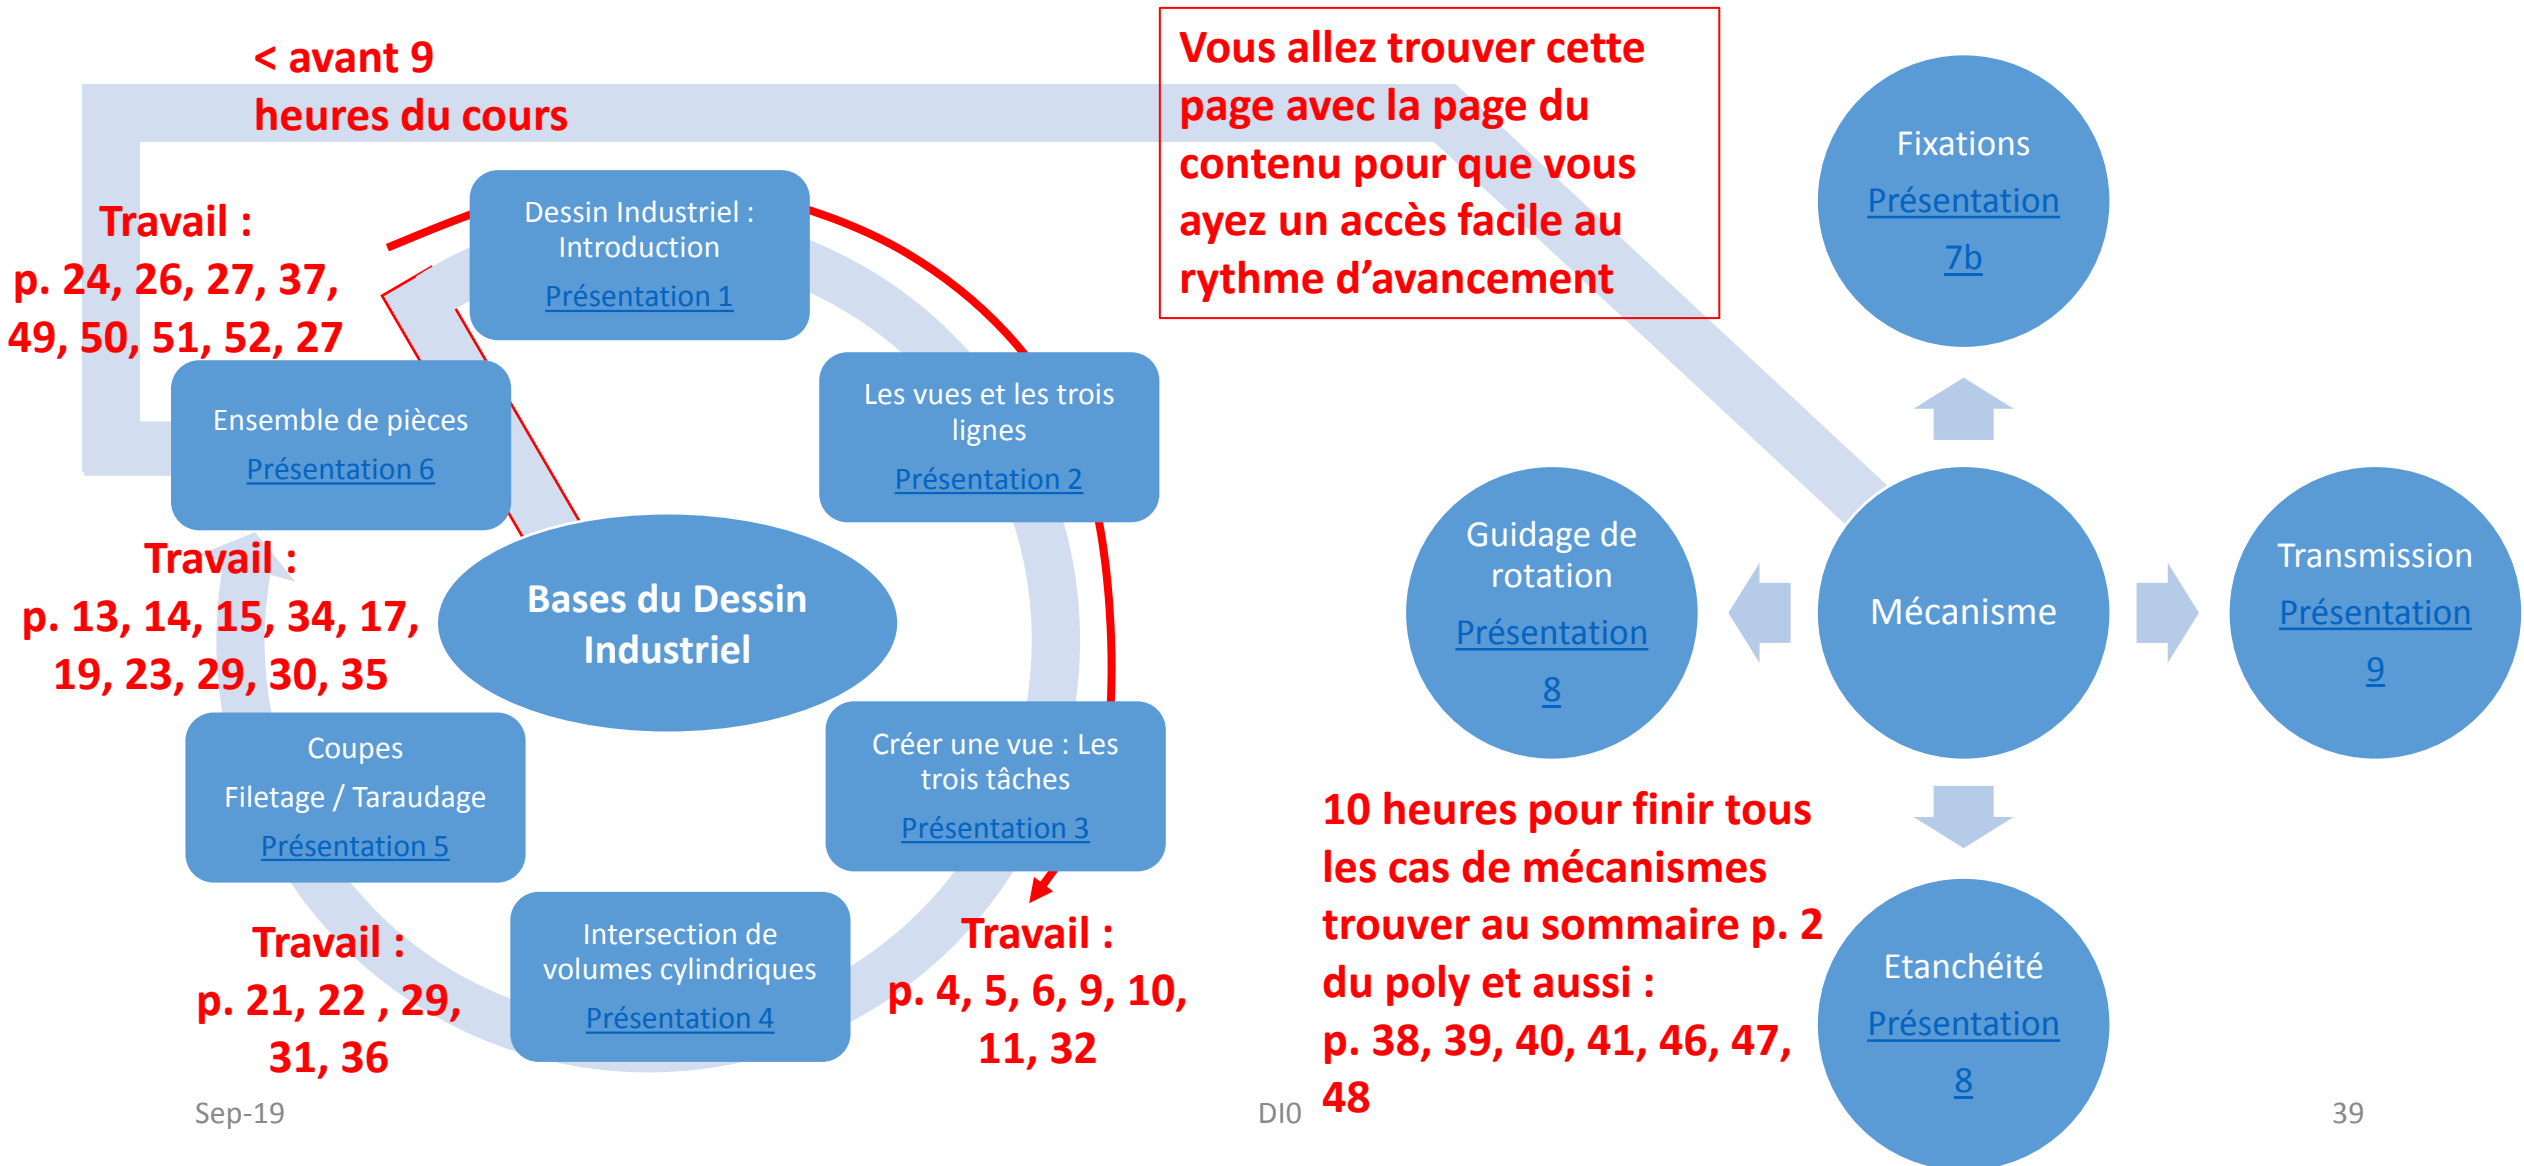 < avant 9
heures du cours
Vous allez trouver cette
page avec la page du
contenu pour que vous
ayez un accès facile au
rythme d’avancement
Travail :
p. 24, 26, 27, 37,
49, 50, 51, 52, 27
Dessin Industriel :
Introduction
Présentation 1
Les vues et les trois
lignes
Présentation 2
Ensemble de pièces
Présentation 6
Travail :
p. 13, 14, 15, 34, 17,
19, 23, 29, 30, 35
Bases du Dessin
Industriel
Créer une vue : Les
trois tâches
Présentation 3
Coupes
Filetage / Taraudage
Présentation 5
Intersection de
volumes cylindriques
Présentation 4
Travail :
p. 21, 22 , 29,
31, 36
Travail :
p. 4, 5, 6, 9, 10,
11, 32
Fixations
Présentation
7b
Guidage de
rotation
Présentation
8
Mécanisme
Transmission
Présentation
9
10 heures pour finir tous
les cas de mécanismes
trouver au sommaire p. 2
du poly et aussi :
p. 38, 39, 40, 41, 46, 47,
48
Etanchéité
Présentation
8
Sep-19
DI0
39